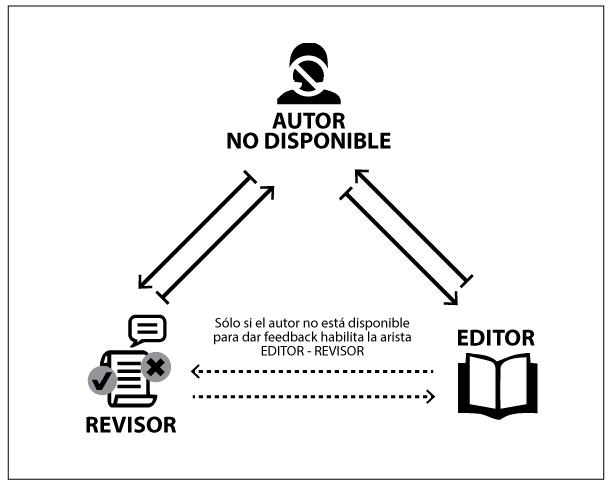 AUTOR
NO DISPONIBLE
Sólo si el autor no está disponible
para dar feedback habilita la arista
EDITOR - REVISOR
EDITOR
REVISOR